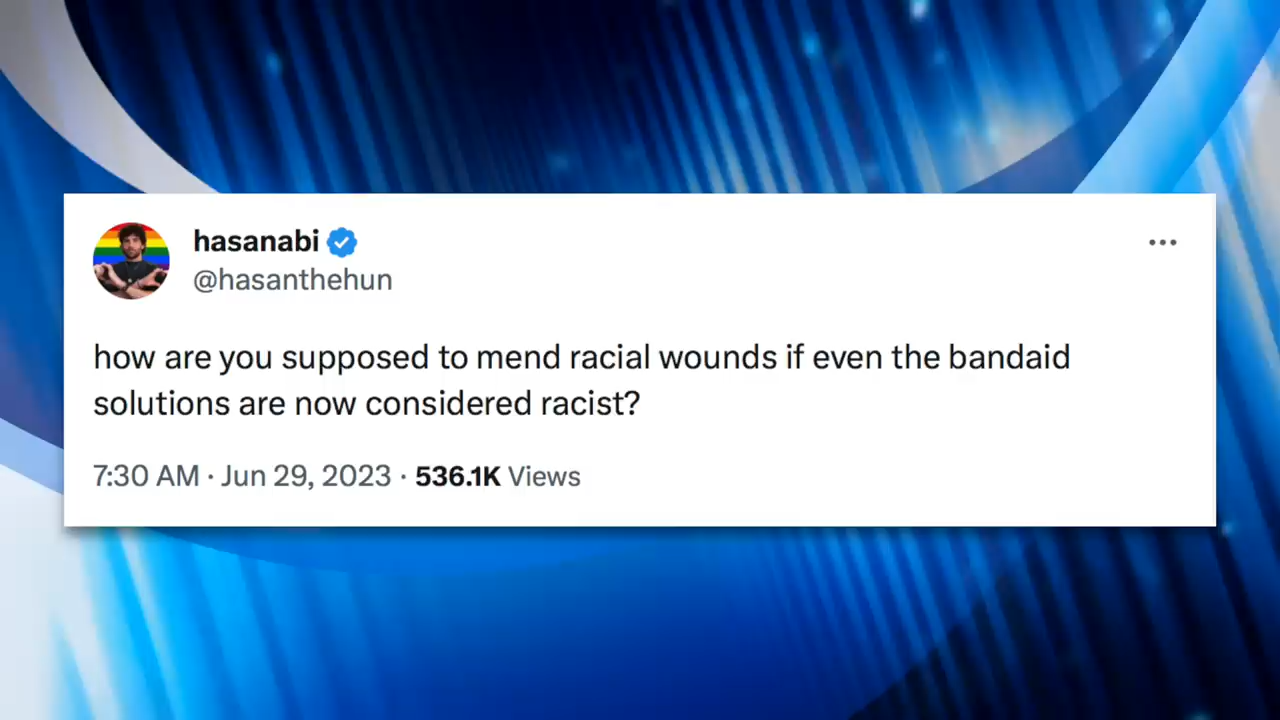 hasanabi
@hasanthehun
how are you supposed to mend racial wounds if even the bandaid
solutions are now considered racist?
7:30 AM · Jun 29, 2023 · 536.1K Views